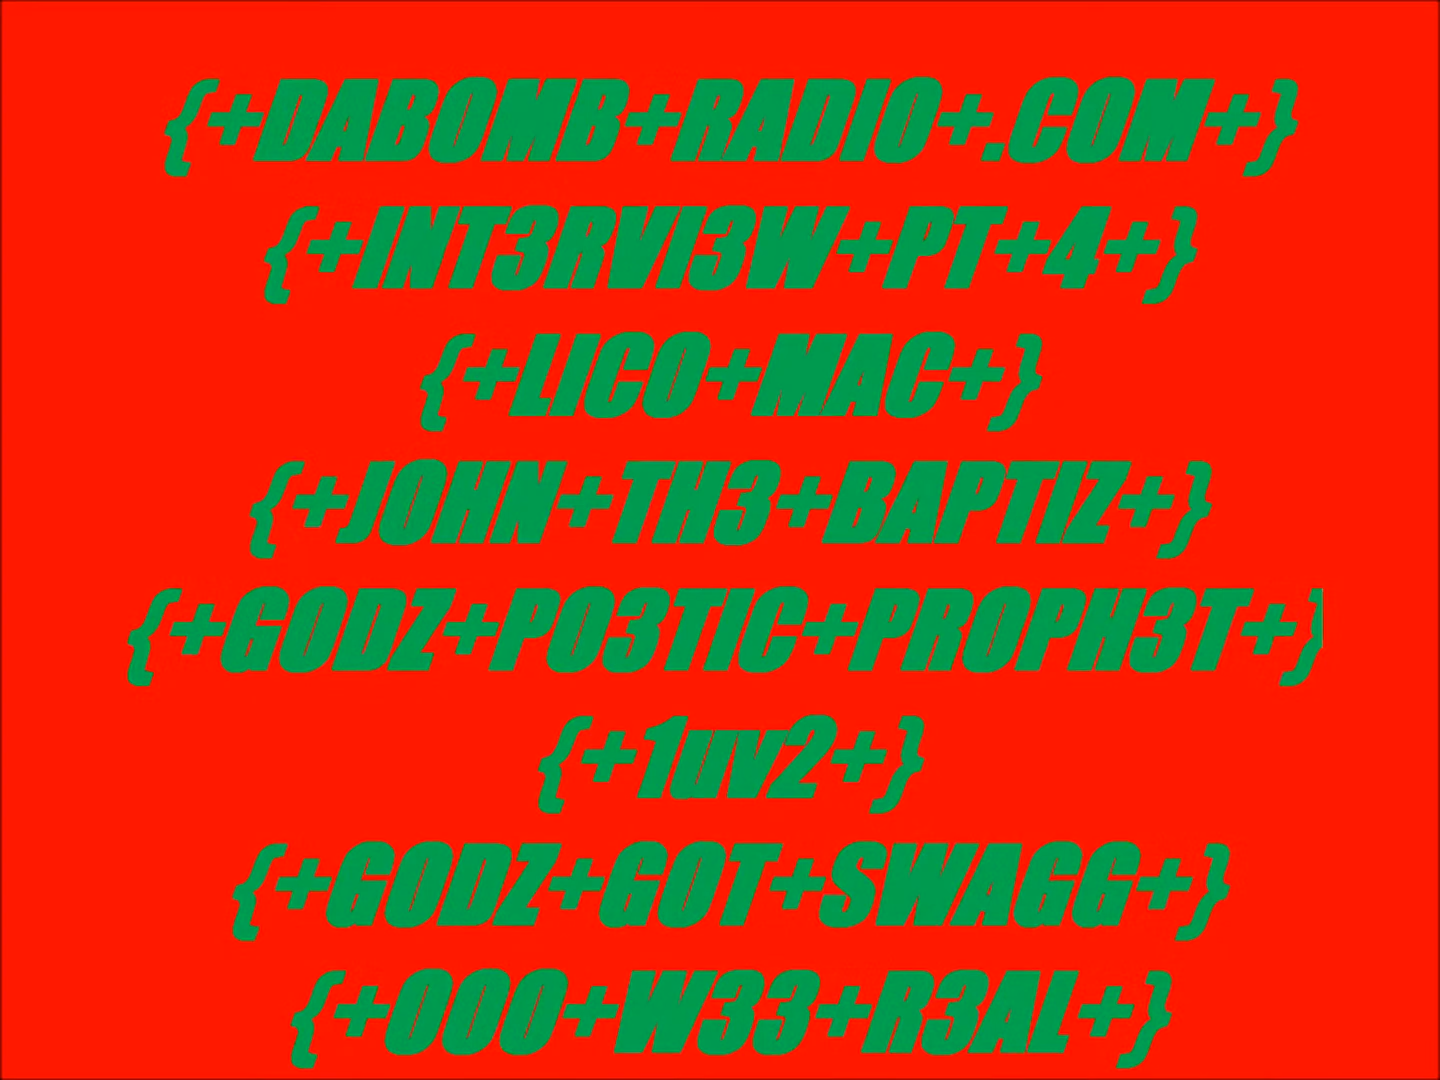 {+DABOMB+RADIO+.COM+}
{+INT3RVI3W+PT+4+}
{+LICO+MAC+}
{+JOHN+TH3+BAPTIZ+}
{+GODZ+PO3TIC+PROPH3T+}
{+1uv2+}
{+GODZ+GOT+SWAGG+}
{+OOO+W33+R3AL+}